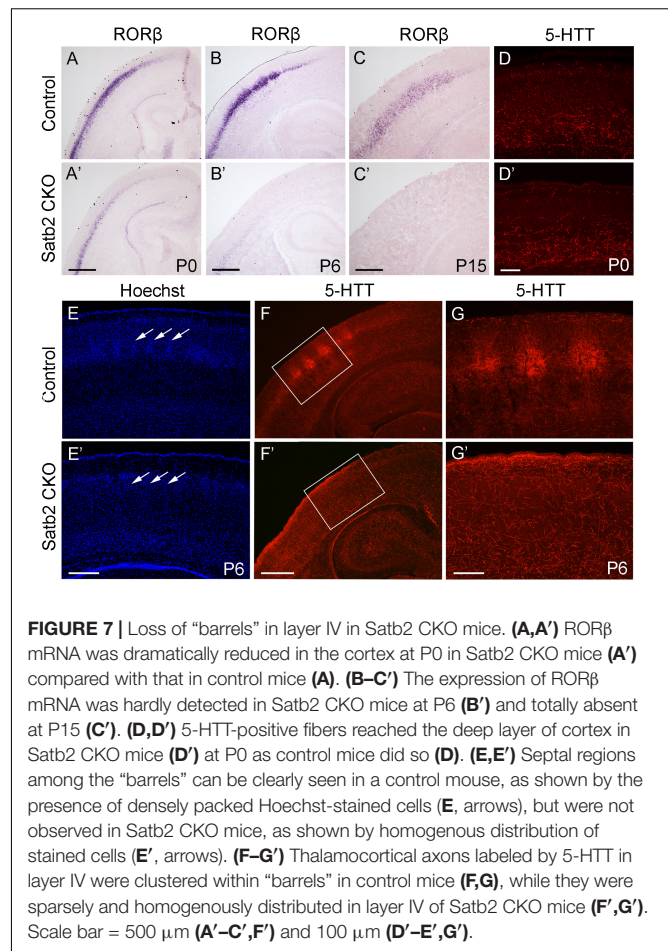 RORβ RORβ RORβ 5-HTT
Control
A B C D
Satb2 CKO
A' B' C' D'
P0 P6 P15 P0
Hoechst 5-HTT 5-HTT
Control
E F G
Satb2 CKO
E' F' G'
P6 P6
FIGURE 7 | Loss of “barrels” in layer IV in Satb2 CKO mice. (A,A′) RORβ
mRNA was dramatically reduced in the cortex at P0 in Satb2 CKO mice (A′)
compared with that in control mice (A). (B–C′) The expression of RORβ
mRNA was hardly detected in Satb2 CKO mice at P6 (B′) and totally absent
at P15 (C′). (D,D′) 5-HTT-positive fibers reached the deep layer of cortex in
Satb2 CKO mice (D′) at P0 as control mice did so (D). (E,E′) Septal regions
among the “barrels” can be clearly seen in a control mouse, as shown by the
presence of densely packed Hoechst-stained cells (E, arrows), but were not
observed in Satb2 CKO mice, as shown by homogenous distribution of
stained cells (E′, arrows). (F–G′) Thalamocortical axons labeled by 5-HTT in
layer IV were clustered within “barrels” in control mice (F,G), while they were
sparsely and homogenously distributed in layer IV of Satb2 CKO mice (F′,G′).
Scale bar = 500 μm (A′–C′,F′) and 100 μm (D′–E′,G′).